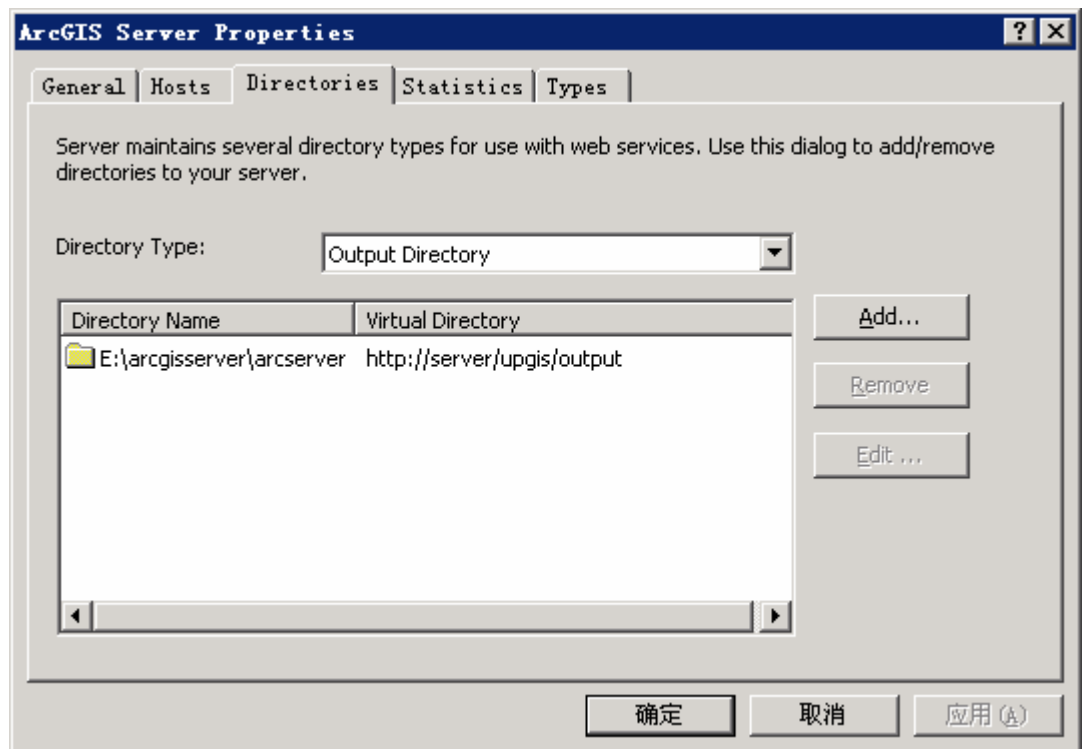 ArcGIS Server Properties
General Hosts Directories Statistics Types
Server maintains several directory types for use with web services. Use this dialog to add/remove
directories to your server.
Directory Type: Output Directory
Directory Name Virtual Directory
E:\arcgisserver\arcserver http://server/upgis/output
Add...
Remove
Edit ...
确定 取消 应用(A)